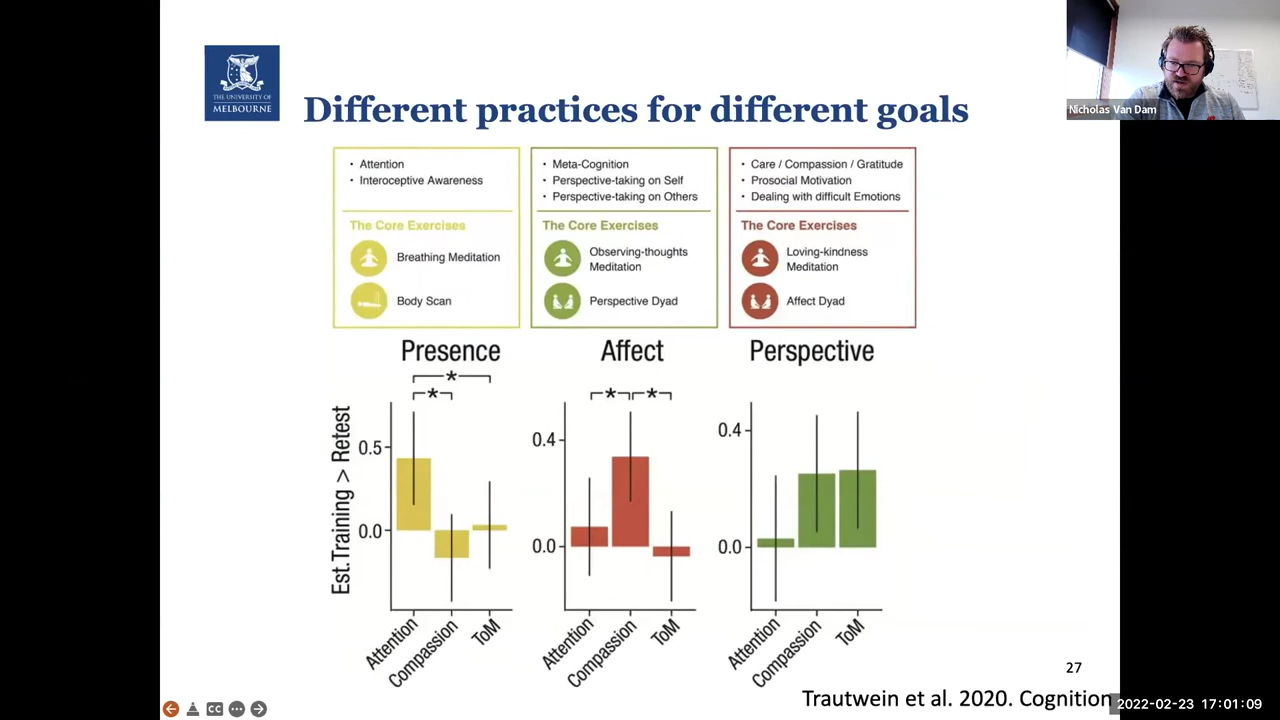 THE UNIVERSITY OF
MELBOURNE
Different practices for different goals
Nicholas Van Dam
• Attention
• Interoceptive Awareness
The Core Exercises
Breathing Meditation
Body Scan
• Meta-Cognition
• Perspective-taking on Self
• Perspective-taking on Others
The Core Exercises
Observing-thoughts
Meditation
Perspective Dyad
• Care / Compassion / Gratitude
• Prosocial Motivation
• Dealing with difficult Emotions
The Core Exercises
Loving-kindness
Meditation
Affect Dyad
Presence
Affect
Perspective
Est.Training > Retest
0.5
0.0
*
*
Attention
Compassion
ToM
0.4
0.0
*
*
Attention
Compassion
ToM
0.4
0.0
Attention
Compassion
ToM
27
Trautwein et al. 2020. Cognition
CC
2022-02-23 17:01:09